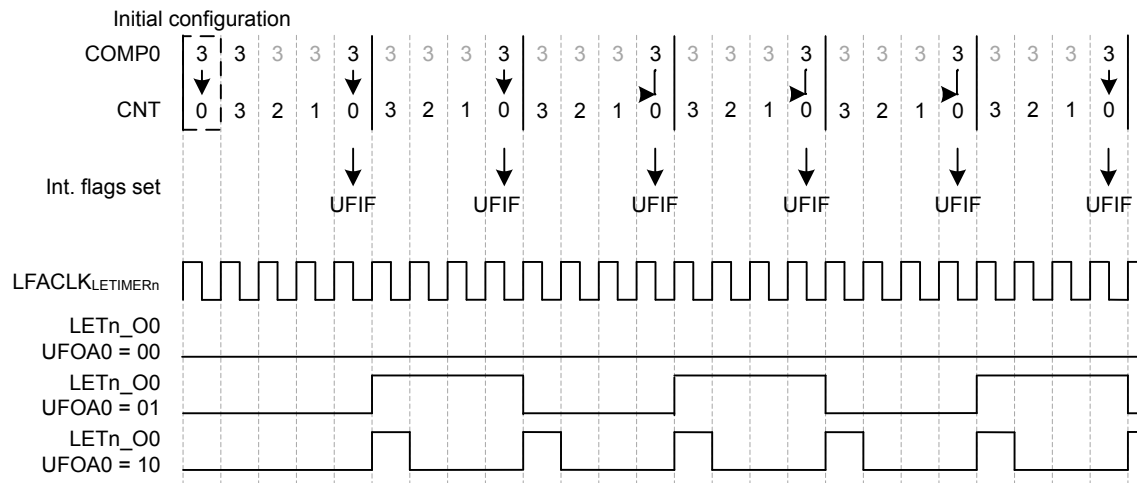 Initial configuration
COMP0 3 3 3 3 3 3 3 3 3 3 3 3 3 3 3 3 3 3 3 3 3 3 3 3 3
CNT 0 3 2 1 0 3 2 1 0 3 2 1 0 3 2 1 0 3 2 1 0 3 2 1 0
Int. flags set
UFIF UFIF UFIF UFIF UFIF UFIF
LFACLKLETIMERn
LETn_O0
UFOA0 = 00
LETn_O0
UFOA0 = 01
LETn_O0
UFOA0 = 10